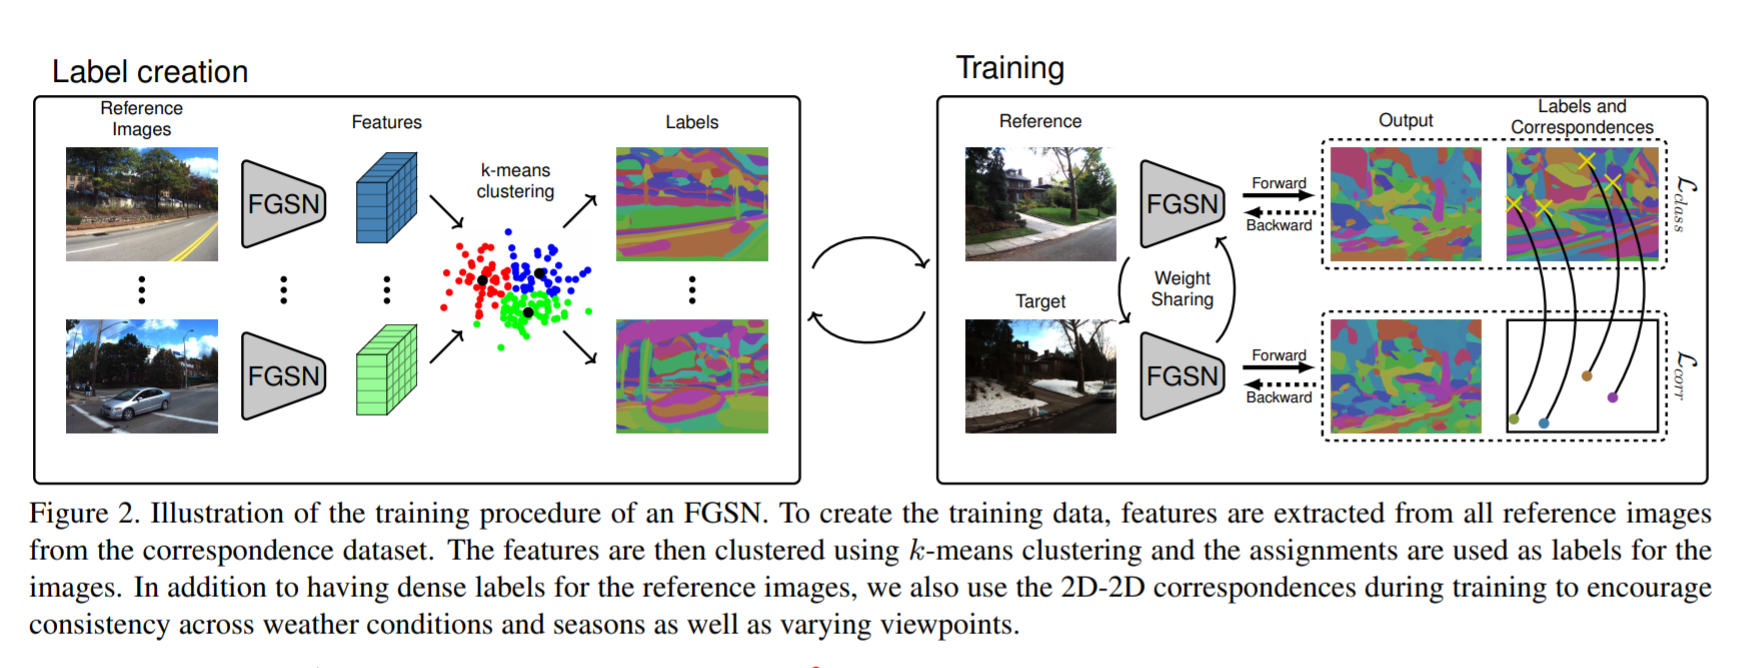 Label creation
Reference
Images
Features
Labels
k-means
clustering
FGSN
FGSN
Training
Reference
Output
Labels and
Correspondences
FGSN
Forward
Backward
Weight
Sharing
Target
FGSN
Forward
Backward
ℒclass
ℒcorr
Figure 2. Illustration of the training procedure of an FGSN. To create the training data, features are extracted from all reference images
from the correspondence dataset. The features are then clustered using k-means clustering and the assignments are used as labels for the
images. In addition to having dense labels for the reference images, we also use the 2D-2D correspondences during training to encourage
consistency across weather conditions and seasons as well as varying viewpoints.